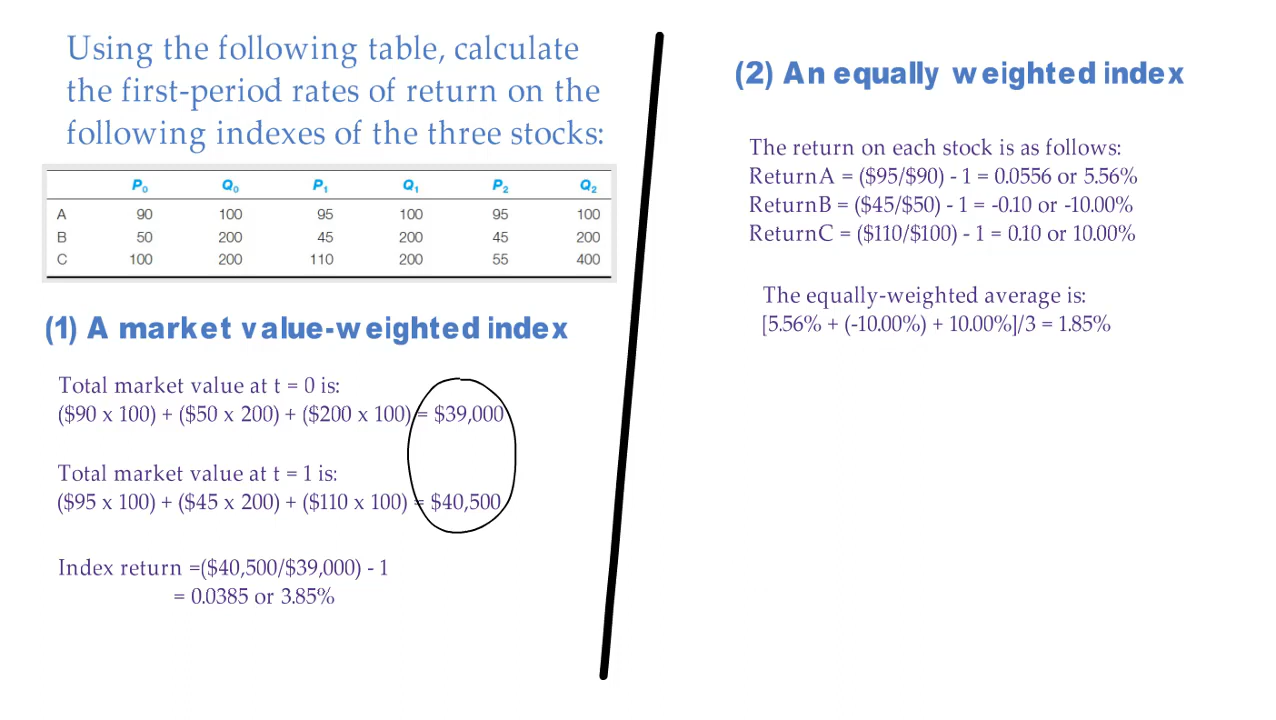 Using the following table, calculate
the first-period rates of return on the
following indexes of the three stocks:
P0 Q0 P1 Q1 P2 Q2
A 90 100 95 100 95 100
B 50 200 45 200 45 200
C 100 200 110 200 55 400
(1) A market value-weighted index
Total market value at t = 0 is:
($90 x 100) + ($50 x 200) + ($200 x 100) = $39,000
Total market value at t = 1 is:
($95 x 100) + ($45 x 200) + ($110 x 100) = $40,500
Index return =($40,500/$39,000) - 1
= 0.0385 or 3.85%
(2) An equally weighted index
The return on each stock is as follows:
ReturnA = ($95/$90) - 1 = 0.0556 or 5.56%
ReturnB = ($45/$50) - 1 = -0.10 or -10.00%
ReturnC = ($110/$100) - 1 = 0.10 or 10.00%
The equally-weighted average is:
[5.56% + (-10.00%) + 10.00%]/3 = 1.85%